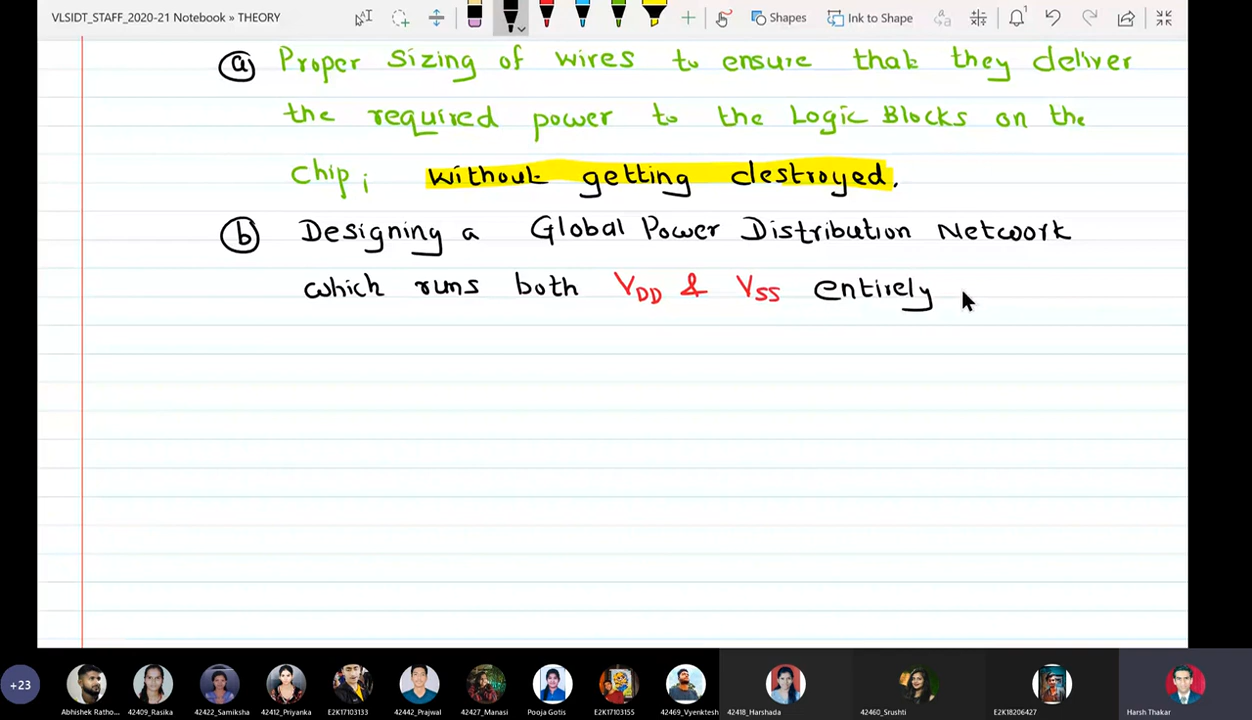 VLSIDT_STAFF_2020-21 Notebook » THEORY
Shapes
Ink to Shape
(a) Proper sizing of wires to ensure that they deliver
the required power to the Logic Blocks on the
chip; without getting destroyed.
(b) Designing a Global Power Distribution Network
which runs both VDD & VSS entirely
+23
Abhishek Ratho...
42409_Rasika
42422_Samiksha
42412_Priyanka
E2K17103133
42442_Prajwal
42427_Manasi
Pooja Gotis
E2K17103155
42469_Vyenktesh
42418_Harshada
42460_Srushti
E2K18206427
Harsh Thakar